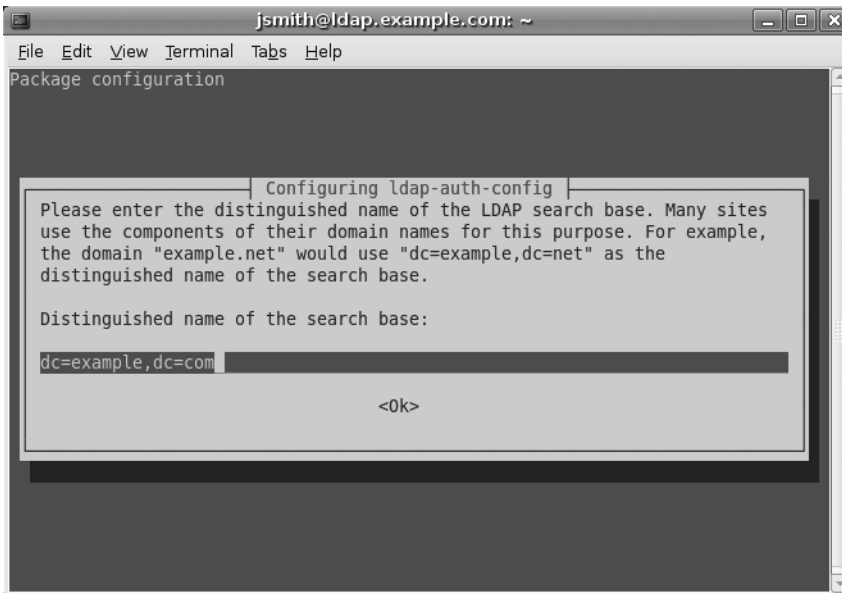 jsmith@ldap.example.com: ~
File Edit View Terminal Tabs Help
Package configuration
Configuring ldap-auth-config
Please enter the distinguished name of the LDAP search base. Many sites
use the components of their domain names for this purpose. For example,
the domain "example.net" would use "dc=example,dc=net" as the
distinguished name of the search base.
Distinguished name of the search base:
dc=example,dc=com
<Ok>